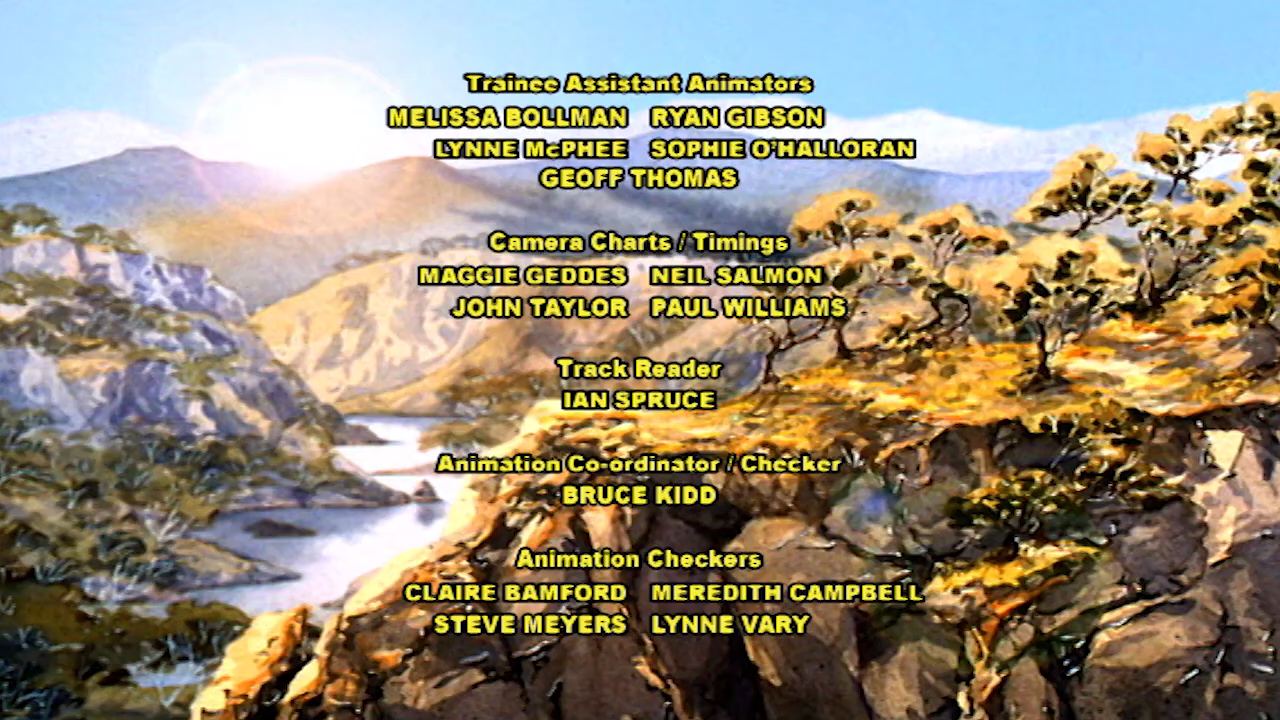 Trainee Assistant Animators
MELISSA BOLLMAN RYAN GIBSON
LYNNE McPHEE SOPHIE O'HALLORAN
GEOFF THOMAS
Camera Charts / Timings
MAGGIE GEDDES NEIL SALMON
JOHN TAYLOR PAUL WILLIAMS
Track Reader
IAN SPRUCE
Animation Co-ordinator / Checker
BRUCE KIDD
Animation Checkers
CLAIRE BAMFORD MEREDITH CAMPBELL
STEVE MEYERS LYNNE VARY